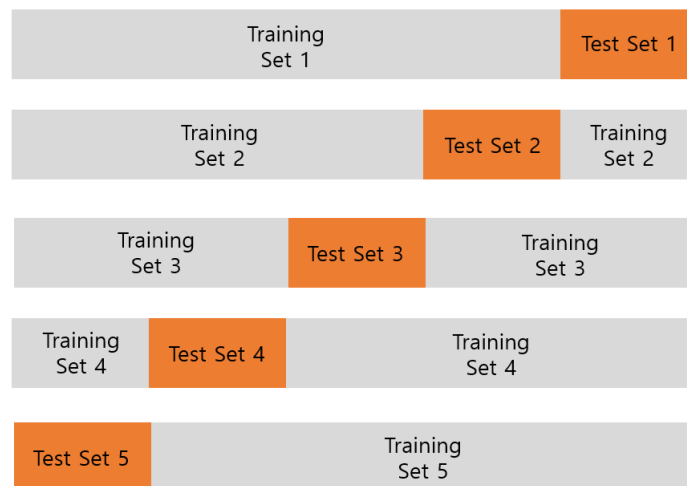 Training
Set 1
Test Set 1
Training
Set 2
Test Set 2
Training
Set 2
Training
Set 3
Test Set 3
Training
Set 3
Training
Set 4
Test Set 4
Training
Set 4
Test Set 5
Training
Set 5